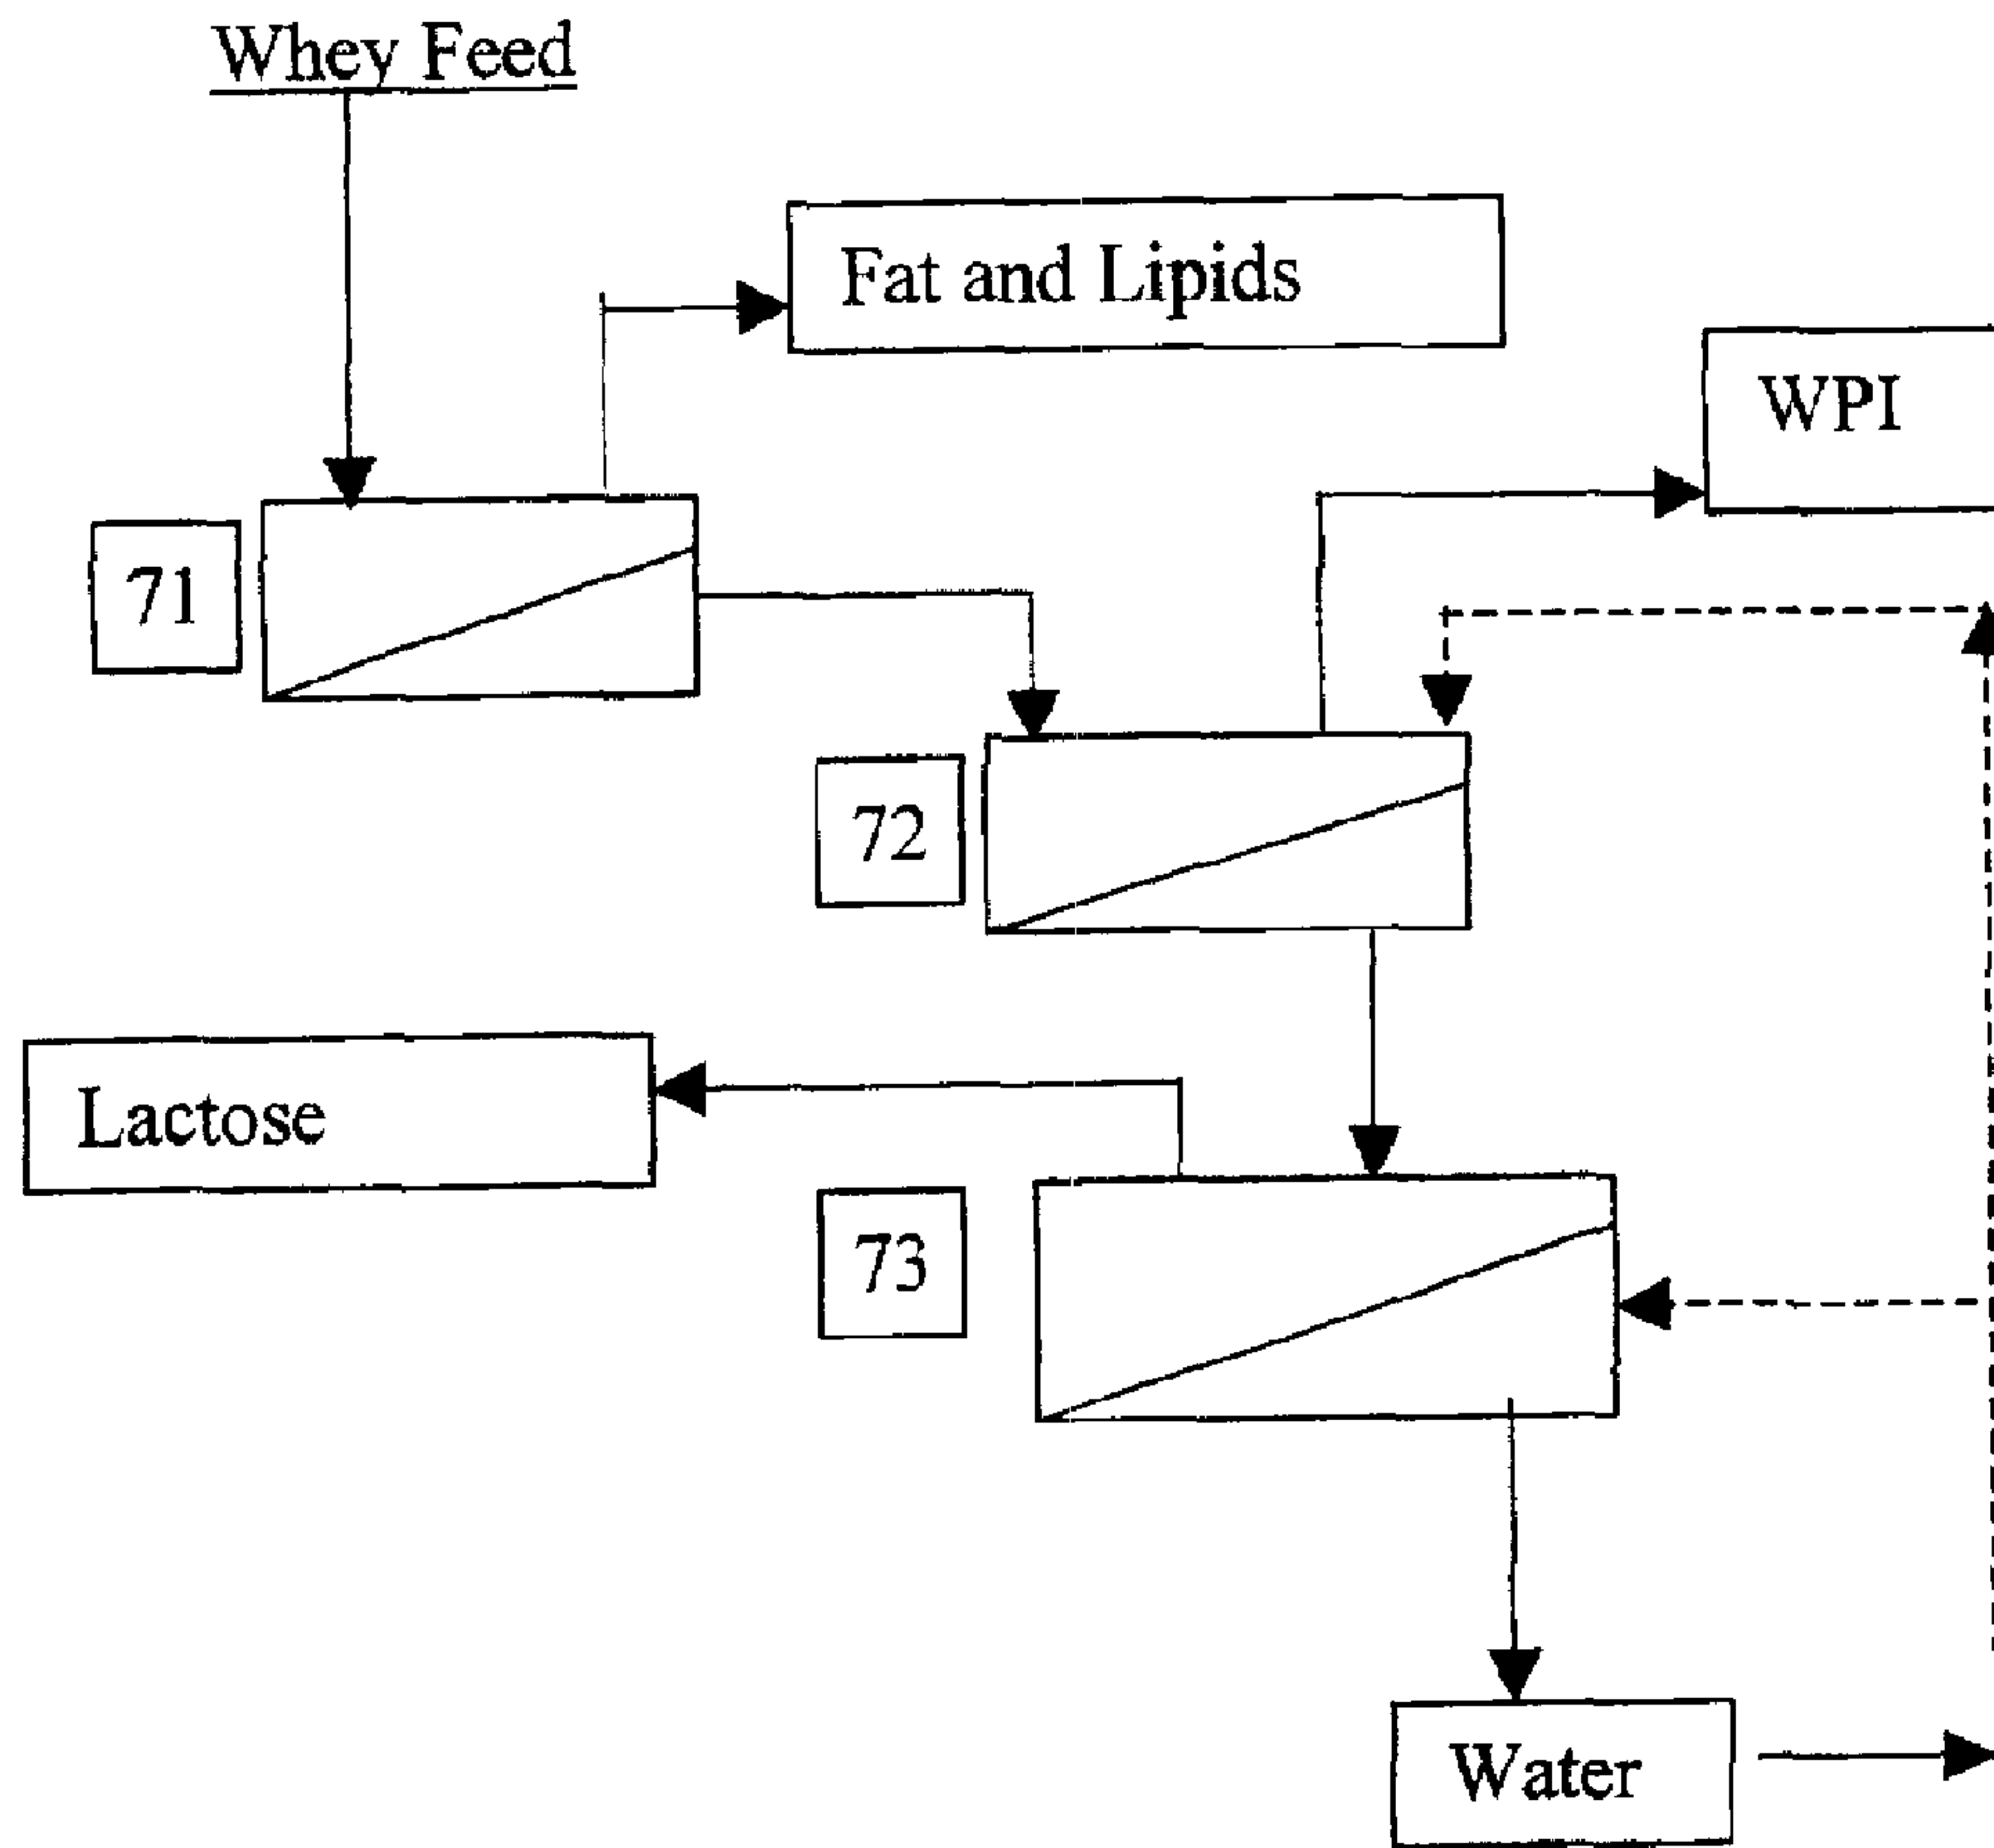 Whey Feed
Fat and Lipids
WPI
71
72
Lactose
73
Water